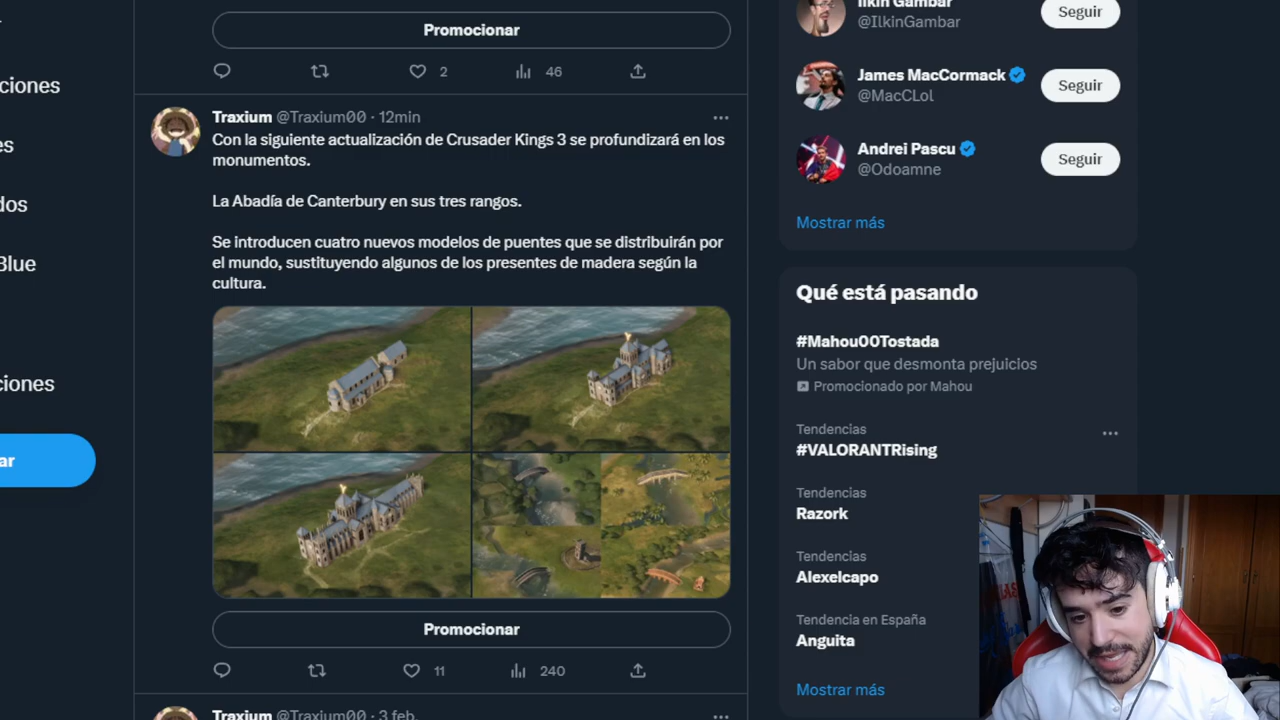 Promocionar
2
46
Traxium @Traxium00 · 12min
Con la siguiente actualización de Crusader Kings 3 se profundizará en los
monumentos.
La Abadía de Canterbury en sus tres rangos.
Se introducen cuatro nuevos modelos de puentes que se distribuirán por
el mundo, sustituyendo algunos de los presentes de madera según la
cultura.
Promocionar
11
240
Traxium @Traxium00 · 3 feb.
ciones
es
dos
Blue
ciones
ar
Ilkin Gambar
@IlkinGambar
Seguir
James MacCormack
@MacCLol
Seguir
Andrei Pascu
@Odoamne
Seguir
Mostrar más
Qué está pasando
#Mahou00Tostada
Un sabor que desmonta prejuicios
Promocionado por Mahou
Tendencias
#VALORANTRising
Tendencias
Razork
Tendencias
Alexelcapo
Tendencia en España
Anguita
Mostrar más